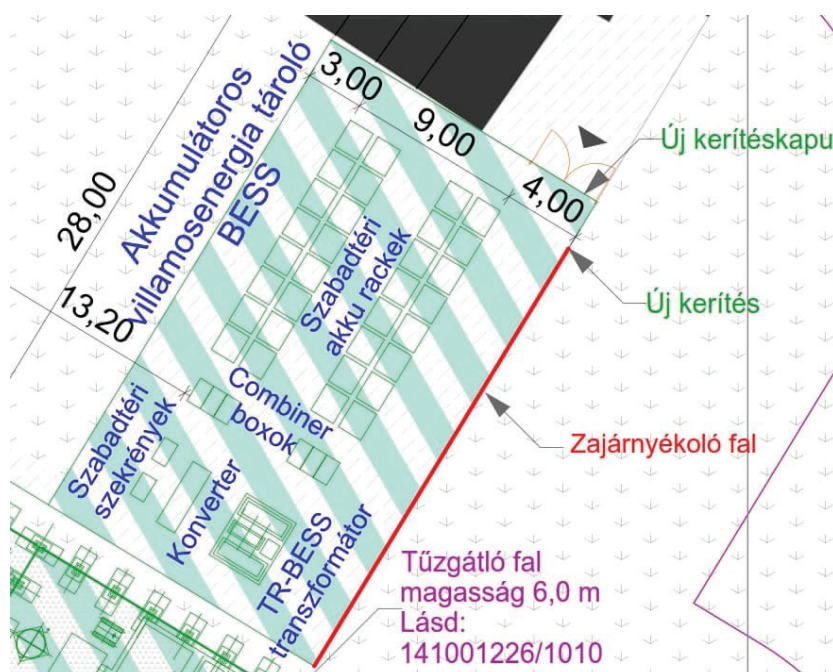 3,00
9,00
4,00
Új kerítéskapu
Akkumulátoros
villamosenergia tároló
BESS
28,00
13,20
Szabadtéri
akku rackek
Új kerítés
Combiner
boxok
Szabadtéri
szekrények
Konverter
Zajárnyékoló fal
TR-BESS
transzformátor
Tűzgátló fal
magasság 6,0 m
Lásd:
141001226/1010